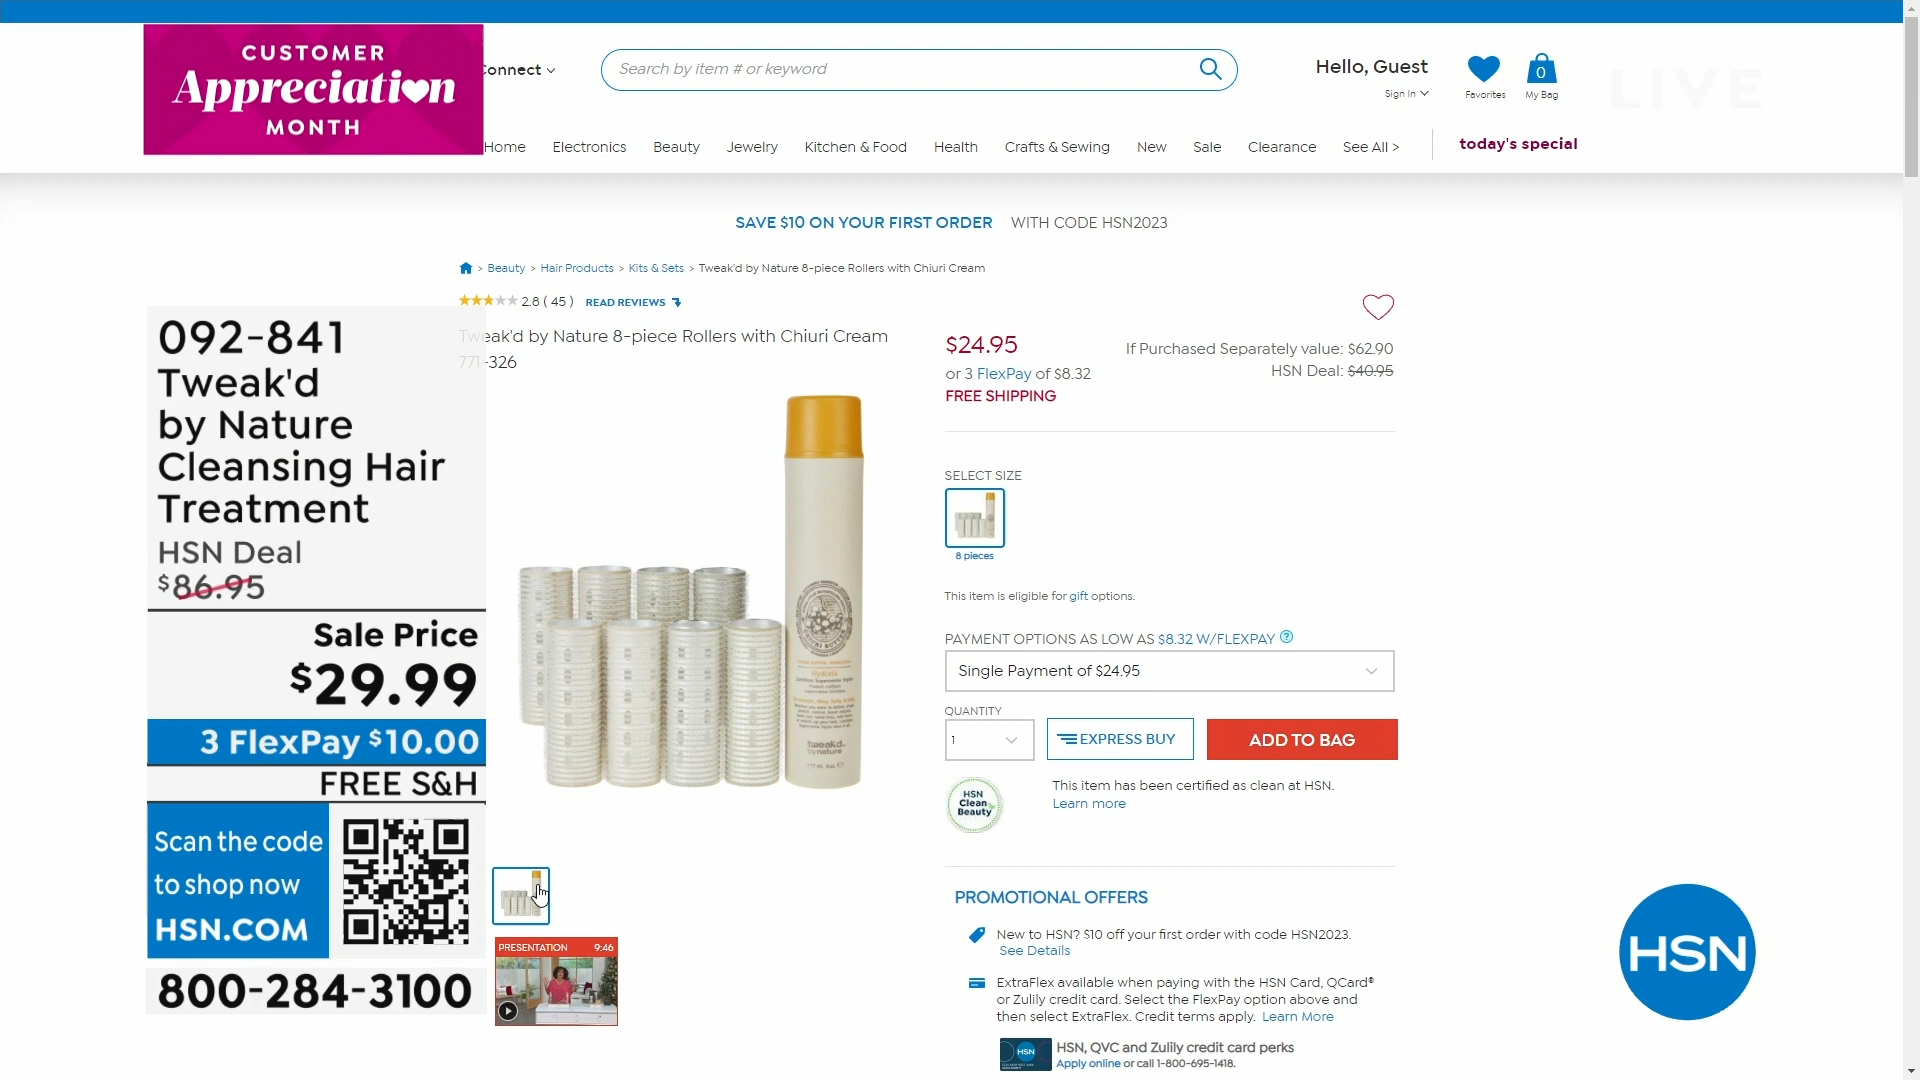 CUSTOMER
Appreciation
MONTH
Connect
Search by item # or keyword
Hello, Guest
Sign In
Favorites
0
My Bag
LIVE
Home Electronics Beauty Jewelry Kitchen & Food Health Crafts & Sewing New Sale Clearance See All > today's special
SAVE $10 ON YOUR FIRST ORDER WITH CODE HSN2023
> Beauty > Hair Products > Kits & Sets > Tweak'd by Nature 8-piece Rollers with Chiuri Cream
2.8 ( 45 ) READ REVIEWS
Tweak'd by Nature 8-piece Rollers with Chiuri Cream
771-326
092-841
Tweak'd
by Nature
Cleansing Hair
Treatment
HSN Deal
$86.95
Sale Price
$29.99
3 FlexPay $10.00
FREE S&H
Scan the code
to shop now
HSN.COM
800-284-3100
tweak'd
by nature
PRESENTATION 9:46
$24.95
or 3 FlexPay of $8.32
FREE SHIPPING
If Purchased Separately value: $62.90
HSN Deal: $40.95
SELECT SIZE
8 pieces
This item is eligible for gift options.
PAYMENT OPTIONS AS LOW AS $8.32 W/FLEXPAY ?
Single Payment of $24.95
QUANTITY
1
EXPRESS BUY
ADD TO BAG
HSN
Clean
Beauty
This item has been certified as clean at HSN.
Learn more
PROMOTIONAL OFFERS
New to HSN? $10 off your first order with code HSN2023.
See Details
ExtraFlex available when paying with the HSN Card, QCard®
or Zulily credit card. Select the FlexPay option above and
then select ExtraFlex. Credit terms apply. Learn More
HSN
HSN, QVC and Zulily credit card perks
Apply online or call 1-800-695-1418.
HSN